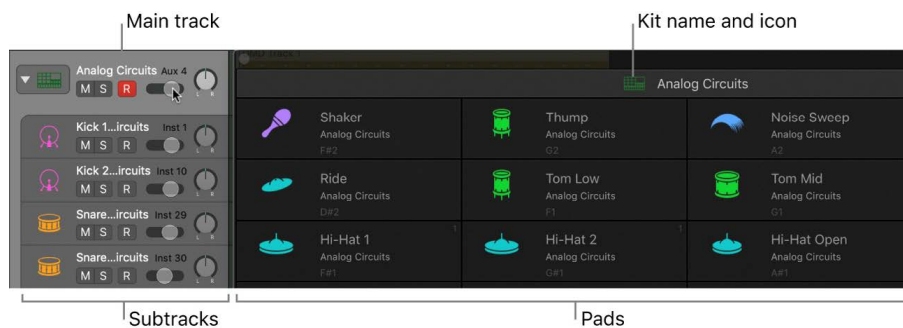 Main track
Kit name and icon
Analog Circuits Aux 4
M S R
L R
Analog Circuits
Kick 1...ircuits Inst 1
M S R
L R
Kick 2...ircuits Inst 10
M S R
L R
Snare...ircuits Inst 29
M S R
L R
Snare...ircuits Inst 30
M S R
L R
Shaker
Analog Circuits
F#2
Thump
Analog Circuits
G2
Noise Sweep
Analog Circuits
A2
Ride
Analog Circuits
D#2
Tom Low
Analog Circuits
F1
Tom Mid
Analog Circuits
G1
Hi-Hat 1
1
Analog Circuits
F#1
Hi-Hat 2
1
Analog Circuits
G#1
Hi-Hat Open
Analog Circuits
A#1
Subtracks
Pads